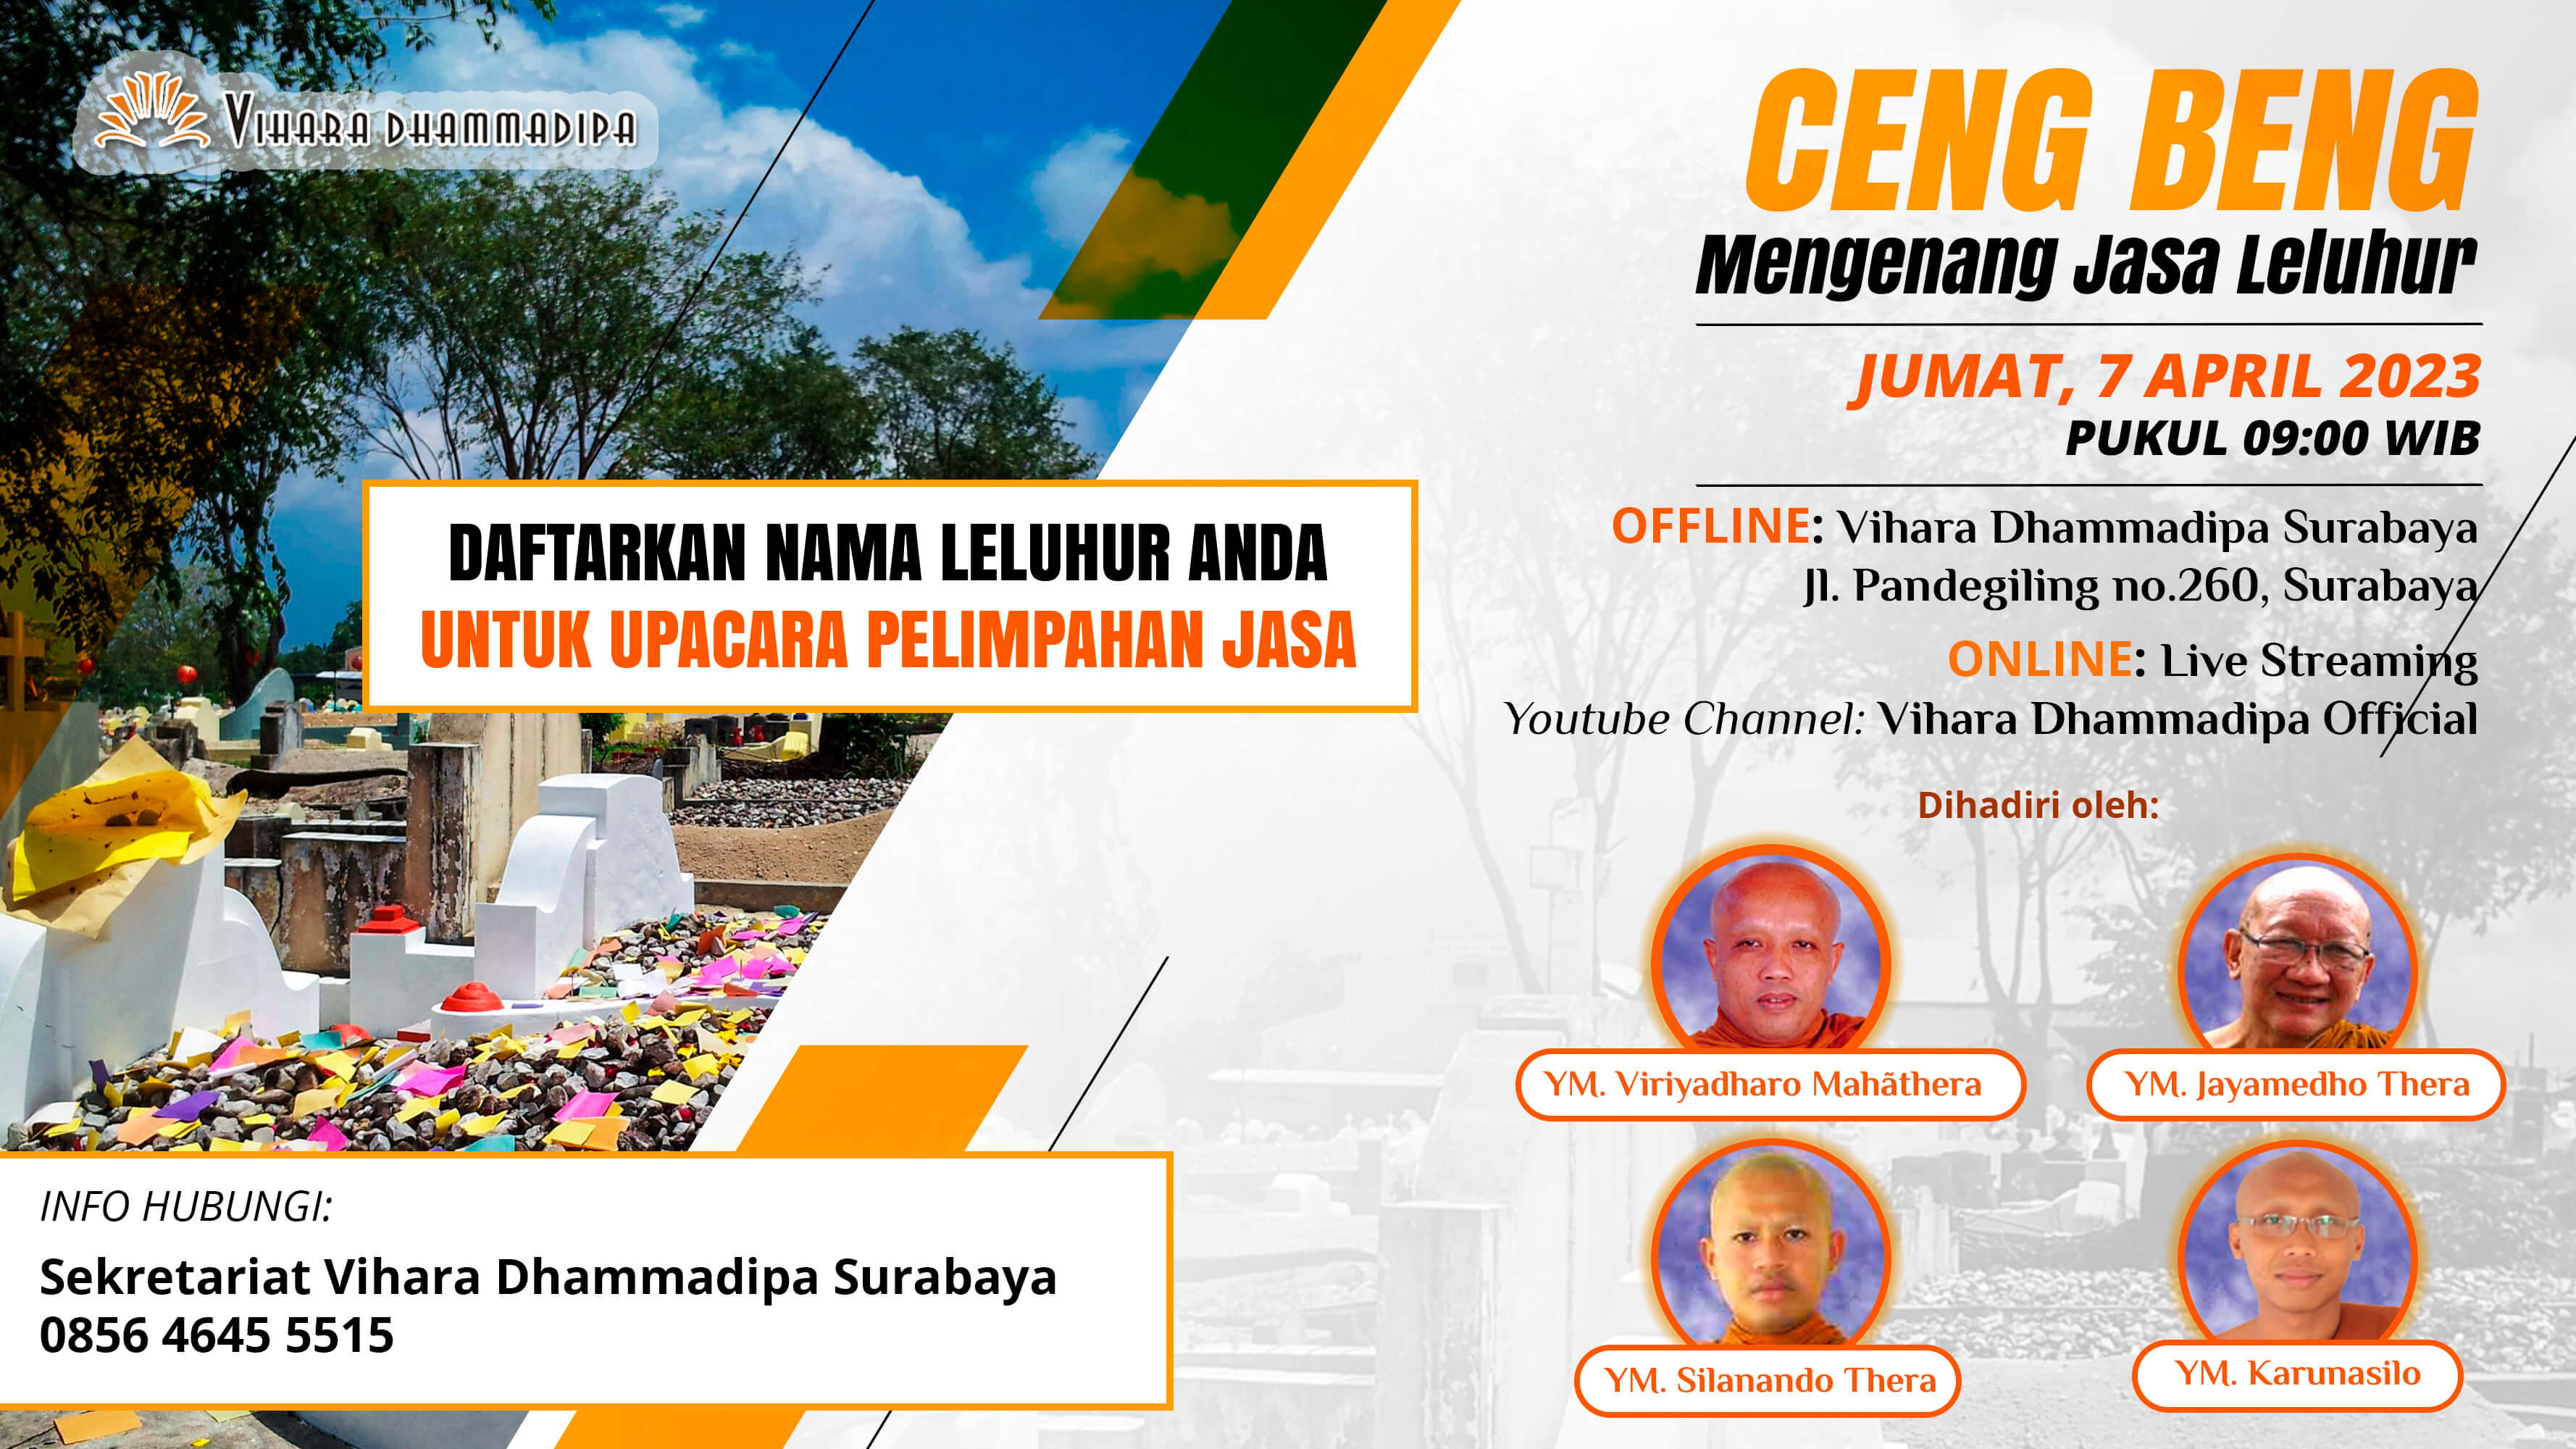 VIHARA DHAMMADIPA
CENG BENG
Mengenang Jasa Leluhur
JUMAT, 7 APRIL 2023
PUKUL 09:00 WIB
OFFLINE: Vihara Dhammadipa Surabaya
Jl. Pandegiling no.260, Surabaya
ONLINE: Live Streaming
Youtube Channel: Vihara Dhammadipa Official
DAFTARKAN NAMA LELUHUR ANDA
UNTUK UPACARA PELIMPAHAN JASA
Dihadiri oleh:
YM. Viriyadharo Mahãthera
YM. Jayamedho Thera
YM. Silanando Thera
YM. Karunasilo
INFO HUBUNGI:
Sekretariat Vihara Dhammadipa Surabaya
0856 4645 5515